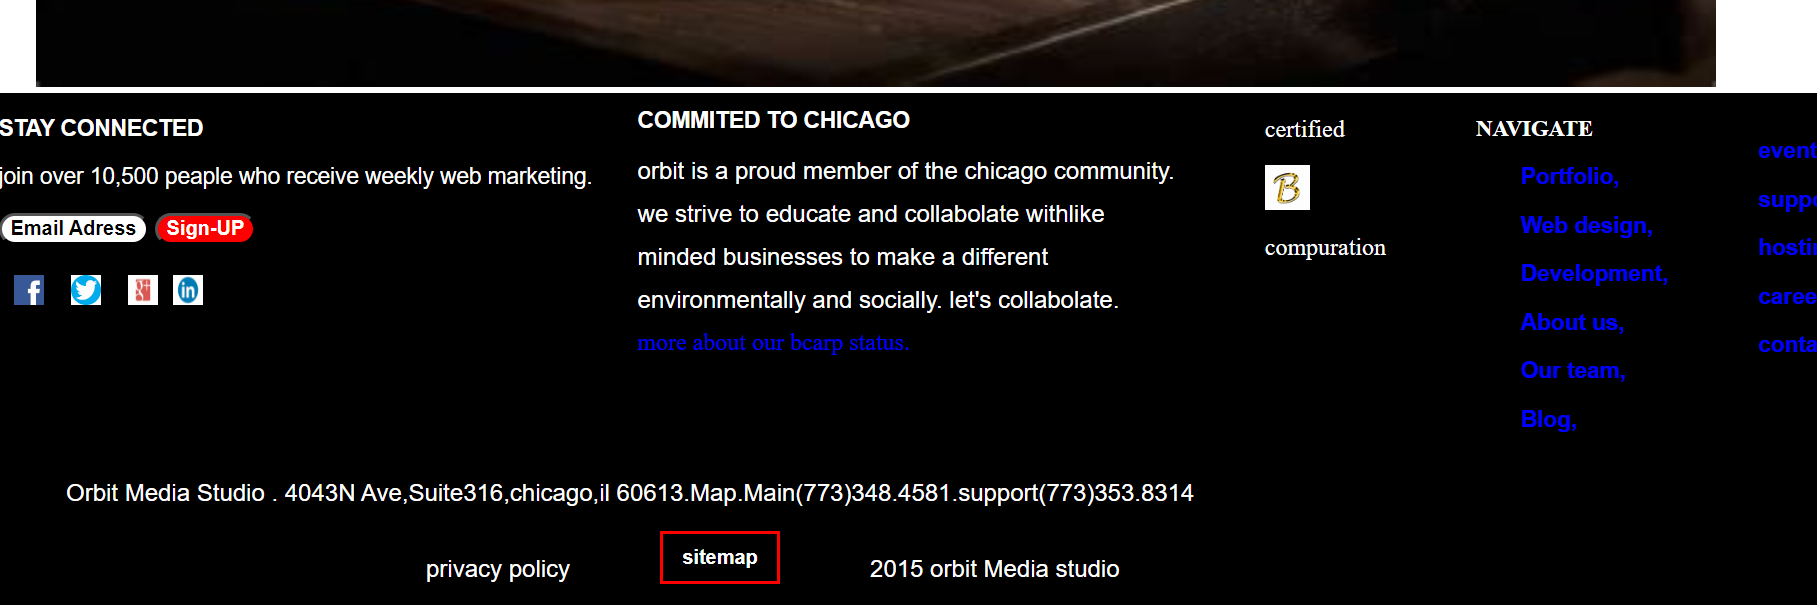 STAY CONNECTED
join over 10,500 peaple who receive weekly web marketing.
Email Adress Sign-UP
COMMITED TO CHICAGO
orbit is a proud member of the chicago community.
we strive to educate and collabolate withlike
minded businesses to make a different
environmentally and socially. let's collabolate.
more about our bcarp status.
certified
B
compuration
NAVIGATE
Portfolio,
Web design,
Development,
About us,
Our team,
Blog,
event
suppo
hosti
caree
conta
Orbit Media Studio . 4043N Ave,Suite316,chicago,il 60613.Map.Main(773)348.4581.support(773)353.8314
privacy policy
sitemap
2015 orbit Media studio